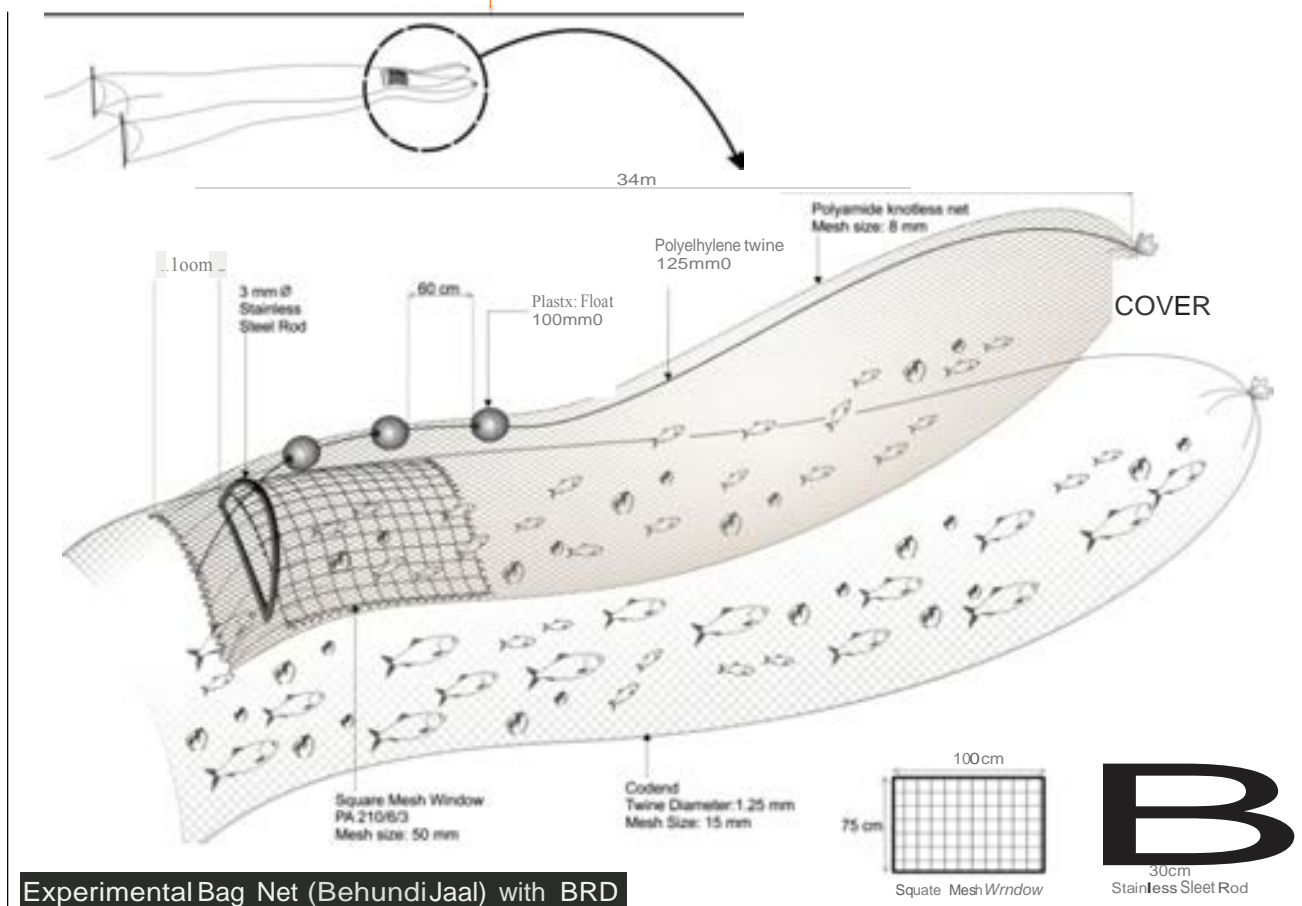 34m
Polyamide knotless net
Mesh size: 8 mm
Polyelhylene twine
125mm0
..1oom _
3 mm Ø
Stainless
Steel Rod
60 cm
Plastx: Float
100mm0
COVER
Square Mesh Window
PA 210/6/3
Mesh size: 50 mm
Codend
Twine Diameter:1.25 mm
Mesh Size: 15 mm
100cm
75 cm
Squate Mesh Wrndow
B
30cm
Stainless Sleet Rod
Experimental Bag Net (Behundi Jaal) with BRD